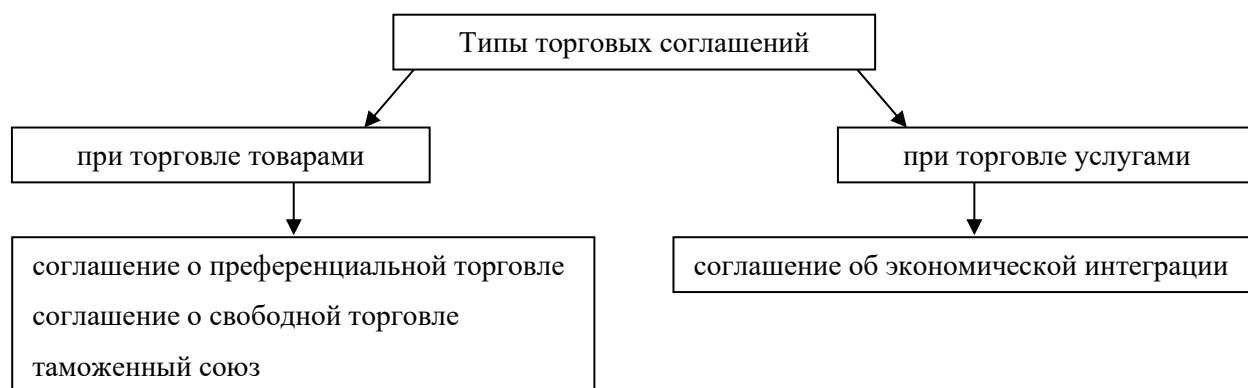 Типы торговых соглашений
при торговле товарами
при торговле услугами
соглашение о преференциальной торговле
соглашение о свободной торговле
таможенный союз
соглашение об экономической интеграции